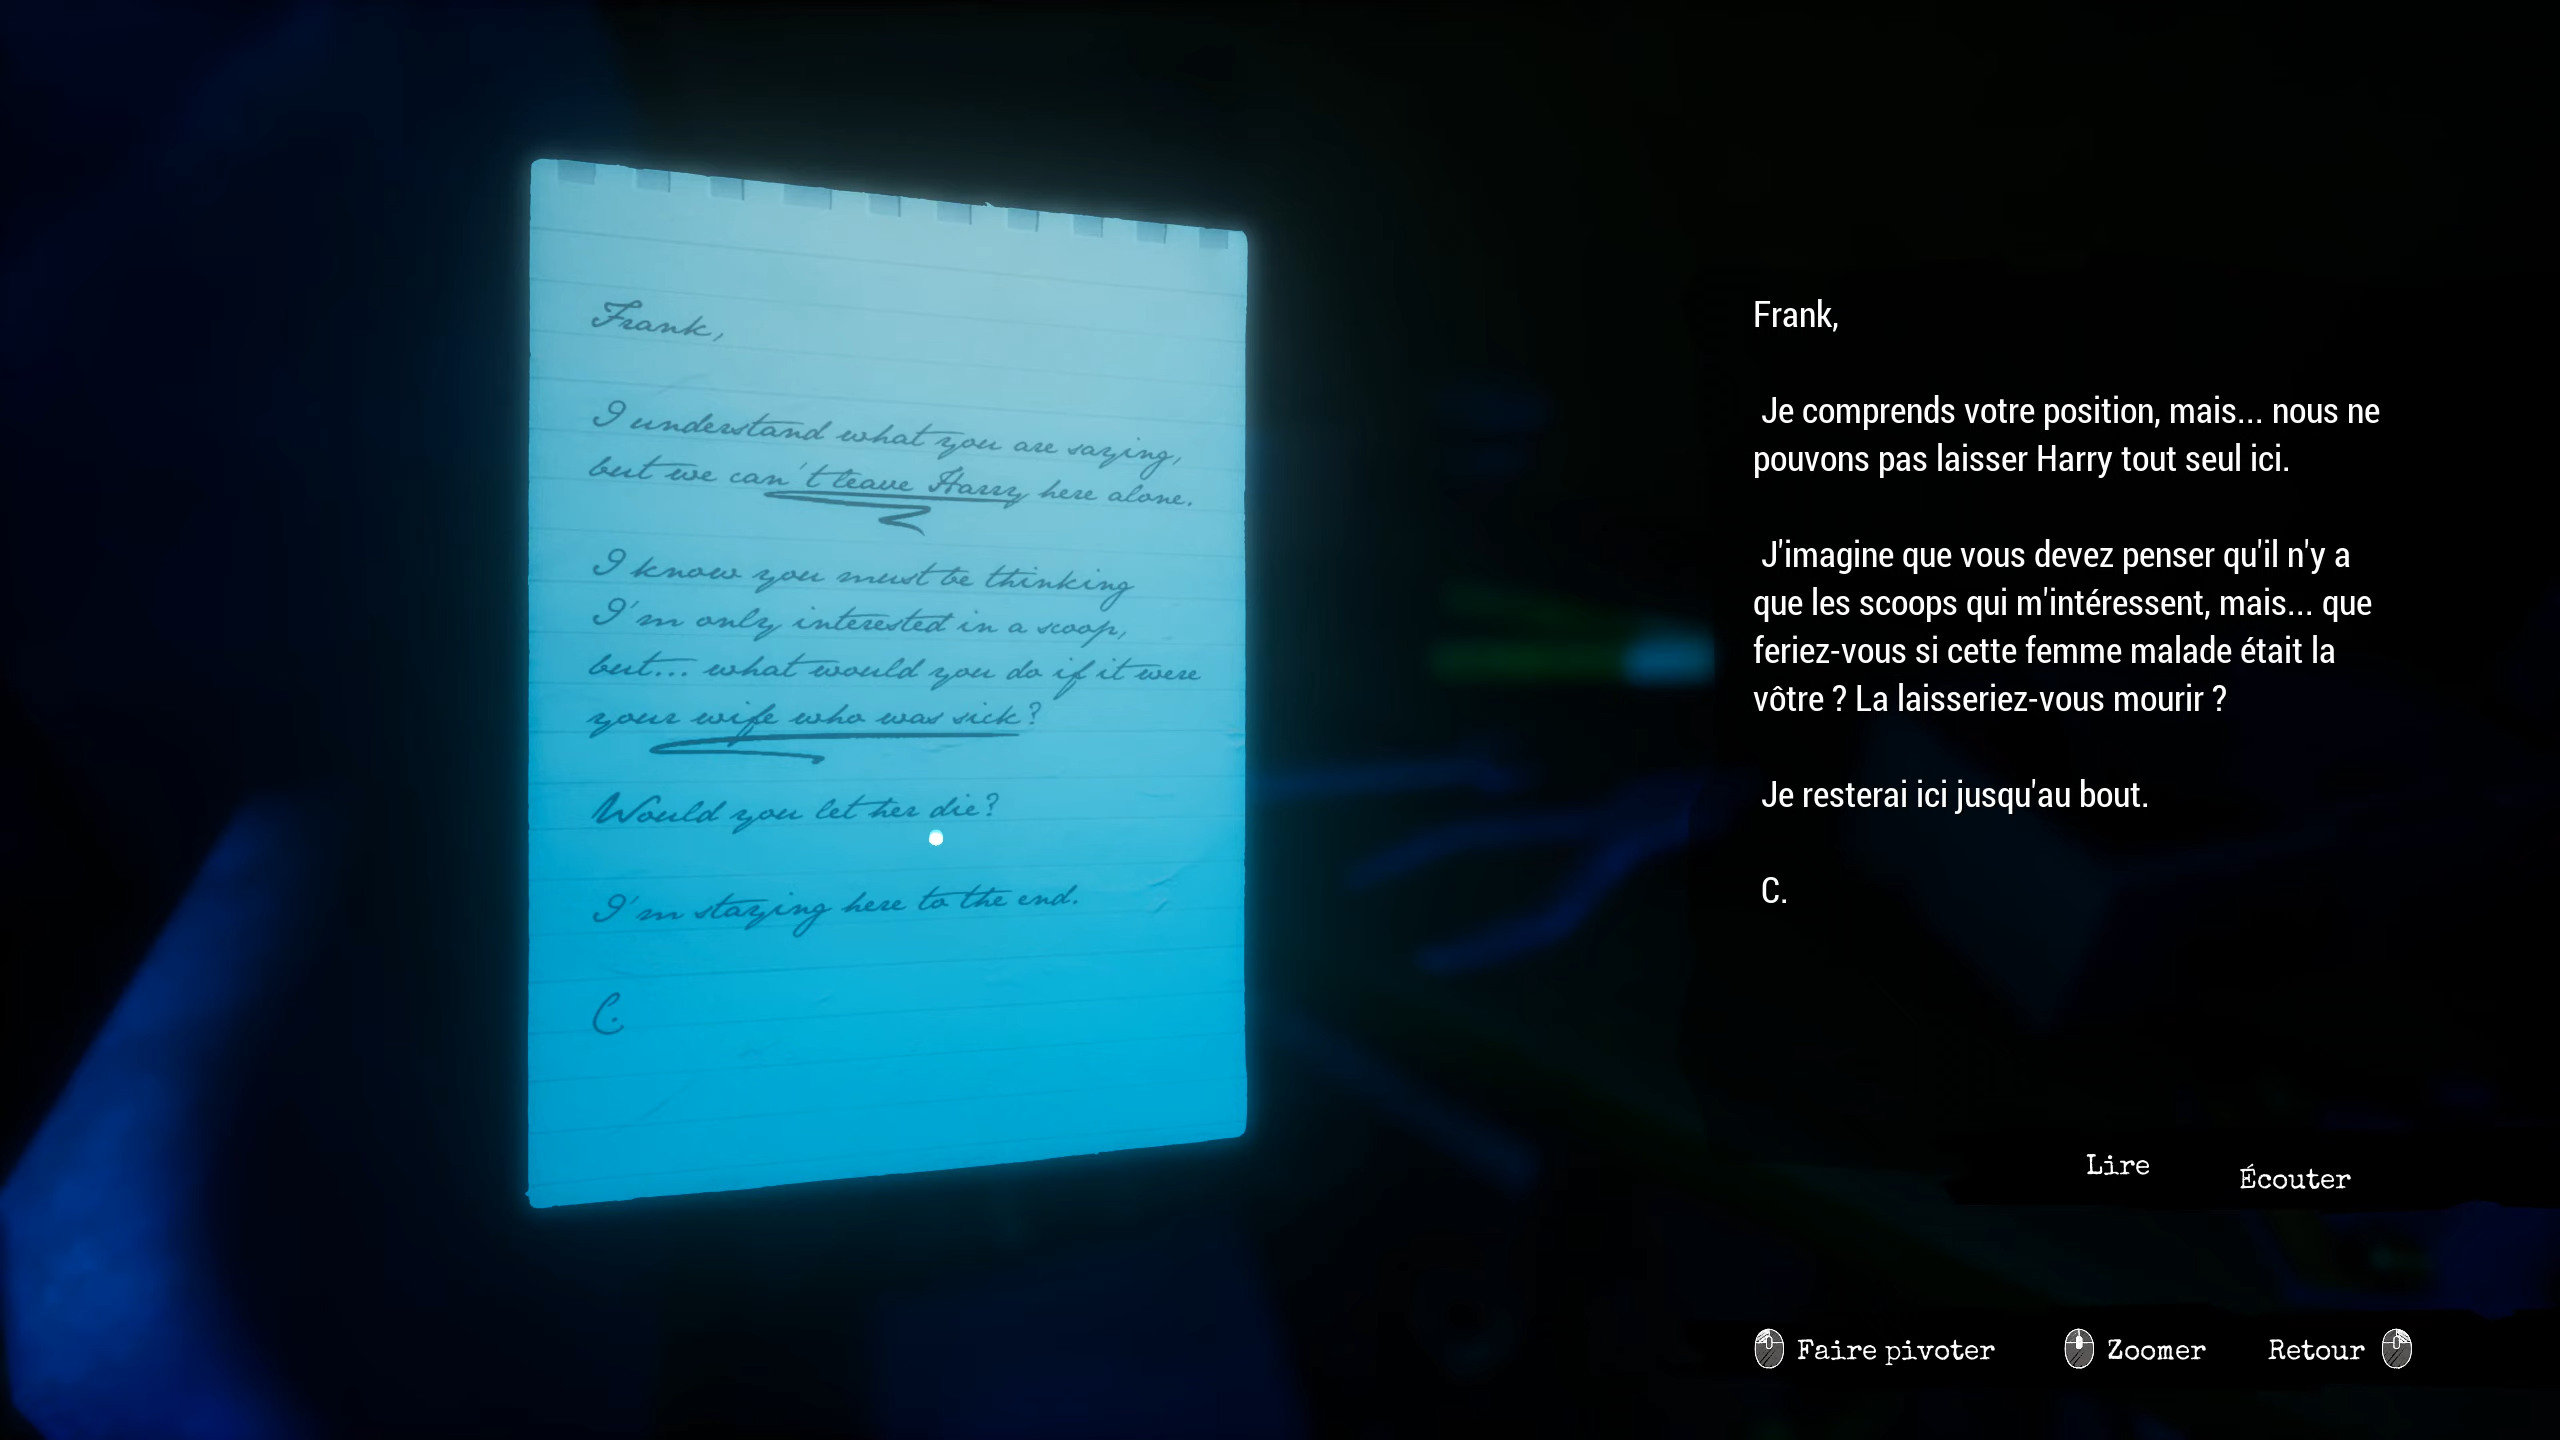 Frank,
I understand what you are saying,
but we can't leave Harry here alone.
I know you must be thinking
I'm only interested in a scoop,
but... what would you do if it were
your wife who was sick?
Would you let her die?
I'm staying here to the end.
C.
Frank,
Je comprends votre position, mais... nous ne
pouvons pas laisser Harry tout seul ici.
J'imagine que vous devez penser qu'il n'y a
que les scoops qui m'intéressent, mais... que
feriez-vous si cette femme malade était la
vôtre ? La laisseriez-vous mourir ?
Je resterai ici jusqu'au bout.
C.
Lire
Écouter
Faire pivoter
Zoomer
Retour